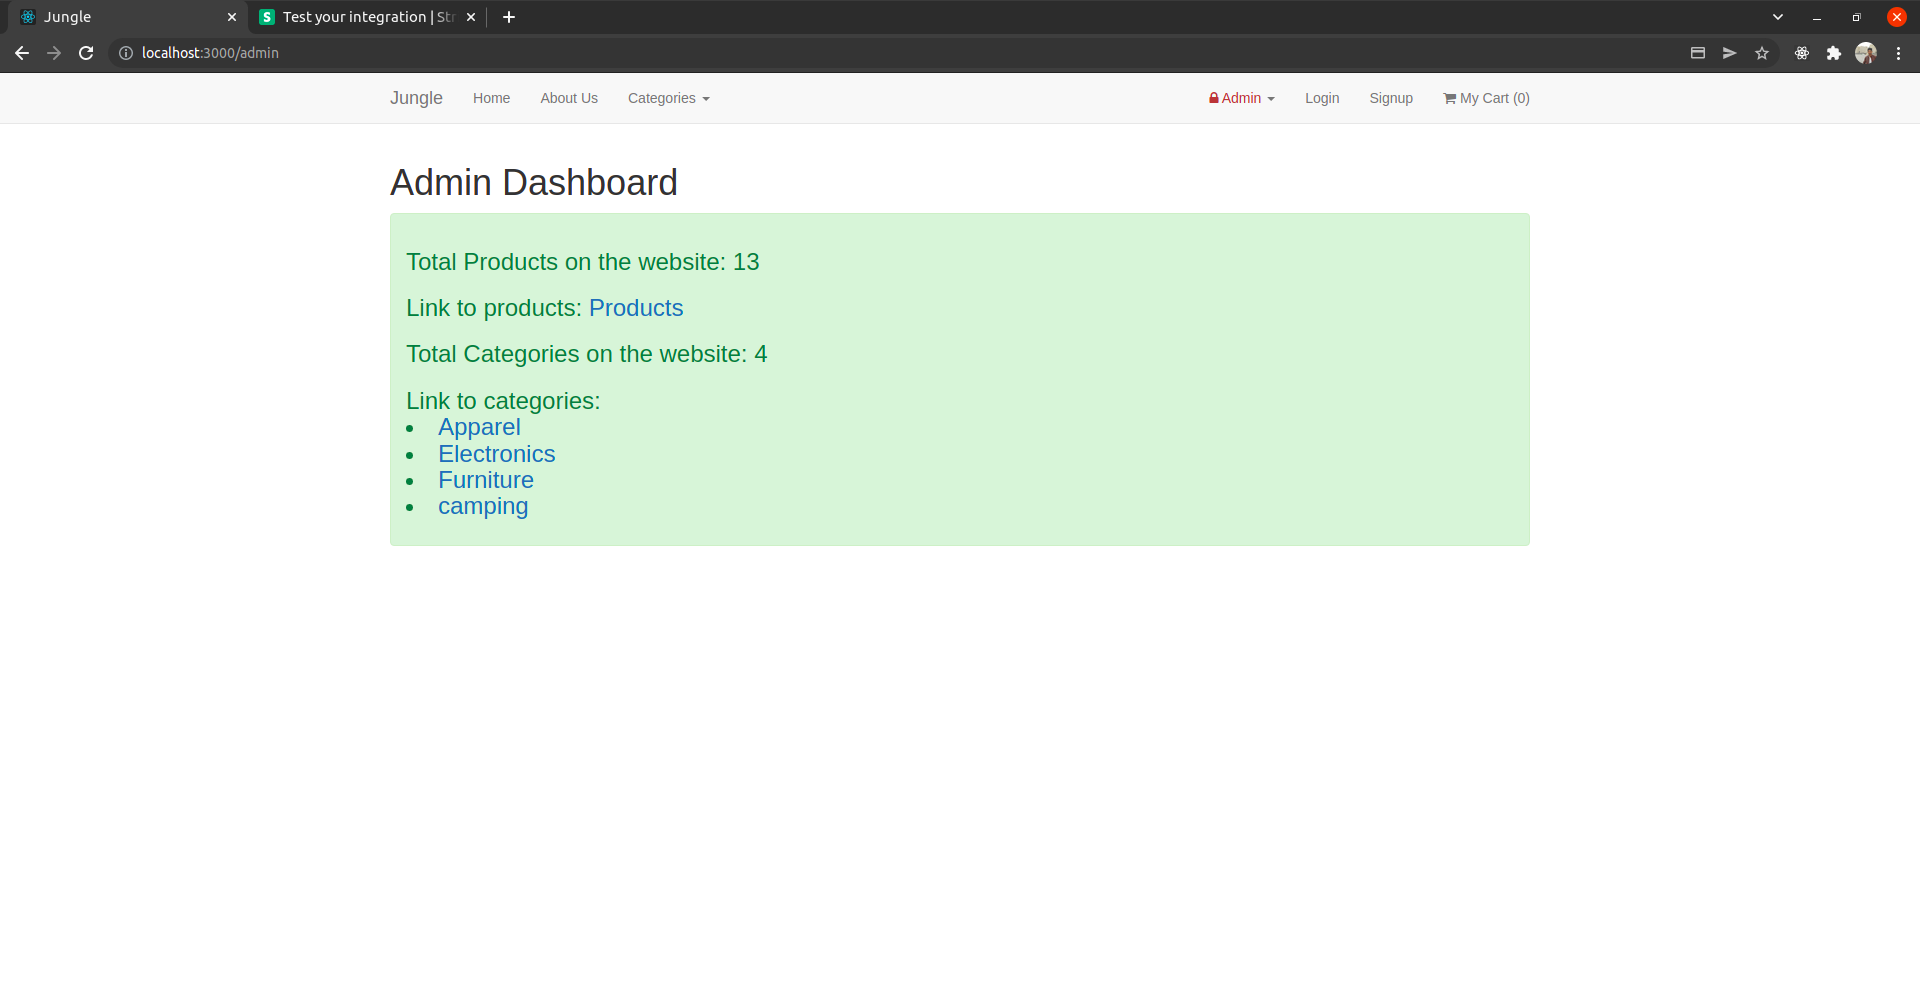 Jungle
Test your integration | Str
localhost:3000/admin
Jungle Home About Us Categories Admin Login Signup My Cart (0)
Admin Dashboard
Total Products on the website: 13
Link to products: Products
Total Categories on the website: 4
Link to categories:
Apparel
Electronics
Furniture
camping